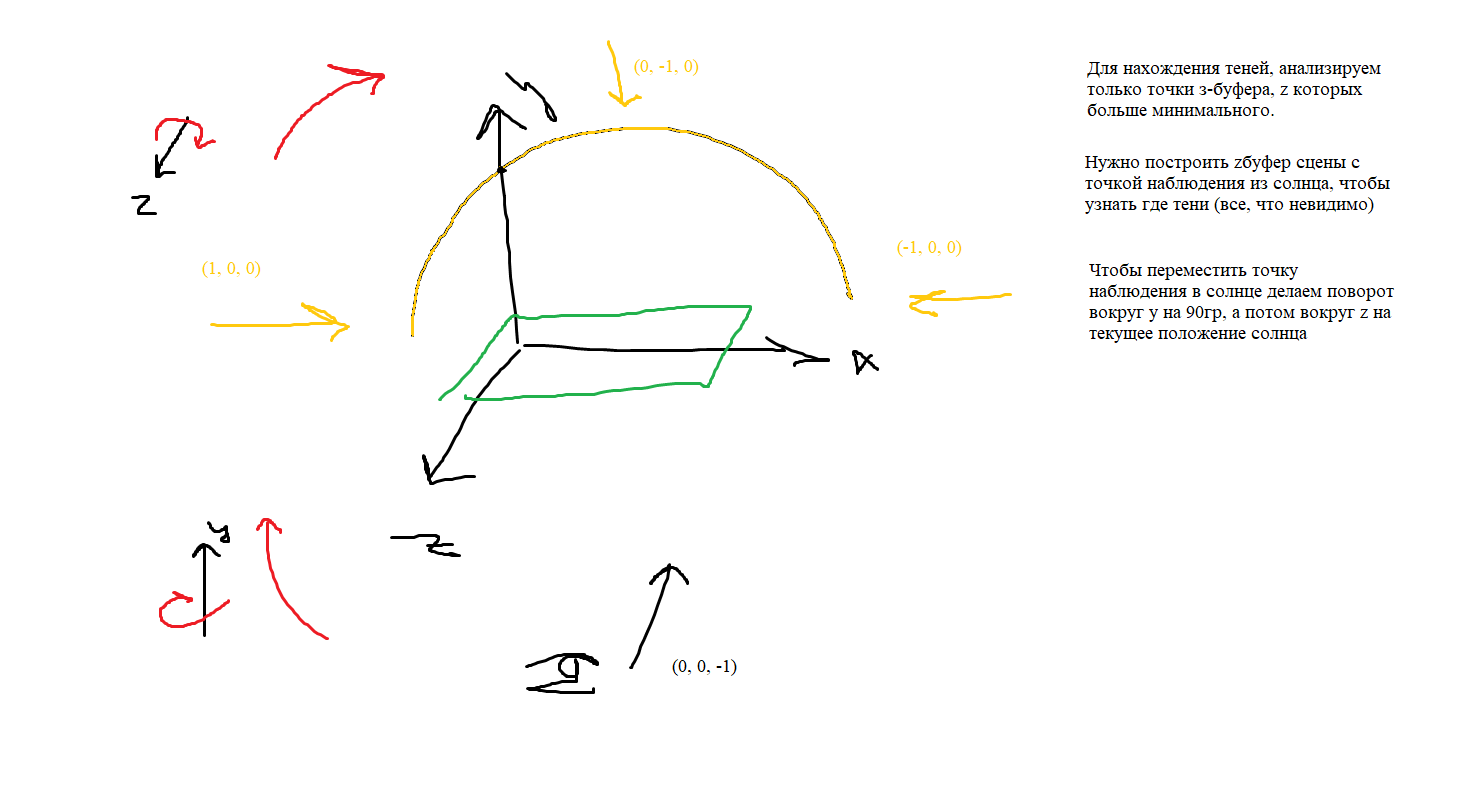 (0, -1, 0)
Для нахождения теней, анализируем
только точки з-буфера, z которых
больше минимального.
Нужно построить zбуфер сцены с
точкой наблюдения из солнца, чтобы
узнать где тени (все, что невидимо)
z
(1, 0, 0)
(-1, 0, 0)
Чтобы переместить точку
наблюдения в солнце делаем поворот
вокруг y на 90гр, а потом вокруг z на
текущее положение солнца
x
y
z
(0, 0, -1)